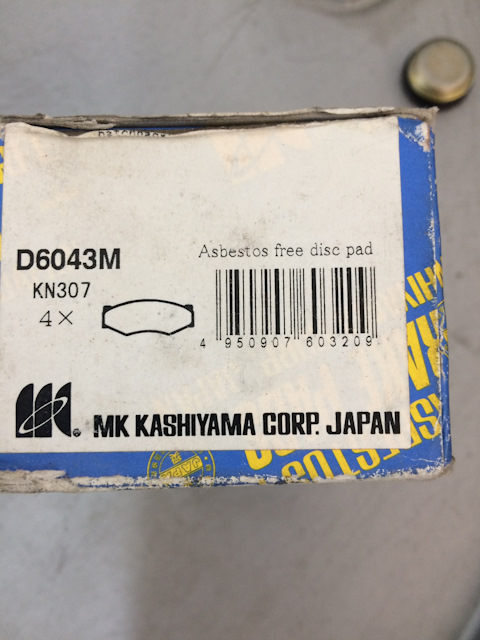 D6043M
Asbestos free disc pad
KN307
4×
4 950907 603209
MK KASHIYAMA CORP. JAPAN